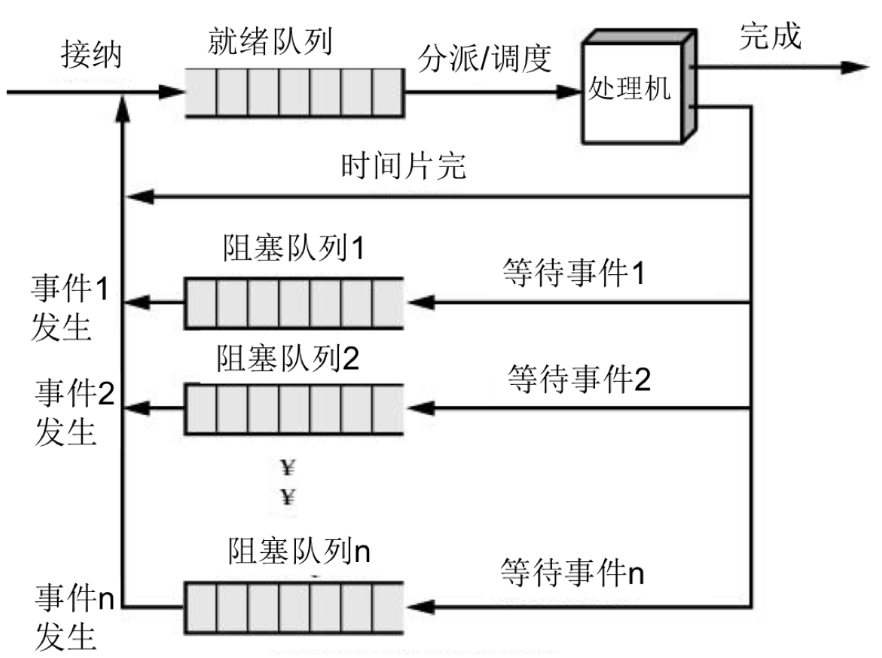 接纳
就绪队列
分派/调度
处理机
完成
时间片完
阻塞队列1
等待事件1
事件1
发生
阻塞队列2
等待事件2
事件2
发生
¥
¥
阻塞队列n
等待事件n
事件n
发生